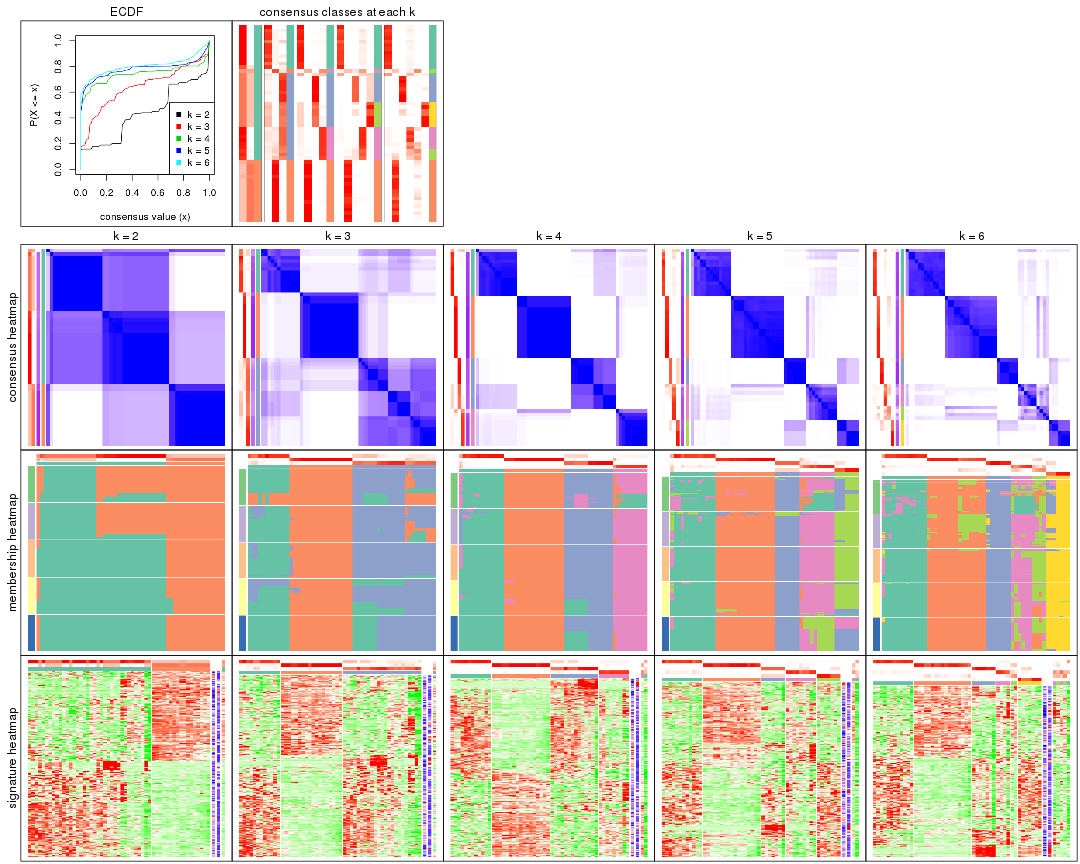 ECDF
consensus classes at each k
P(X <= x)
0.0 0.2 0.4 0.6 0.8 1.0
k = 2
k = 3
k = 4
k = 5
k = 6
0.0 0.2 0.4 0.6 0.8 1.0
consensus value (x)
k = 2 k = 3 k = 4 k = 5 k = 6
consensus heatmap
membership heatmap
signature heatmap